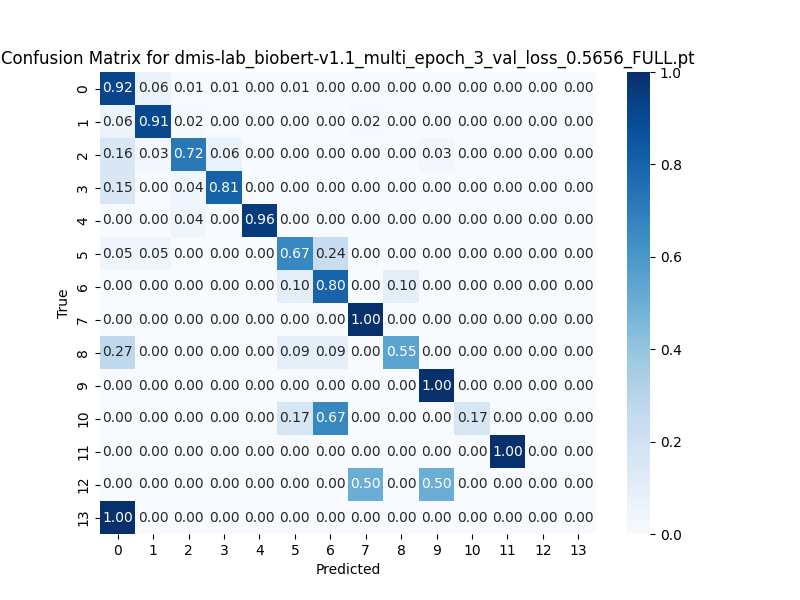 Confusion Matrix for dmis-lab_biobert-v1.1_multi_epoch_3_val_loss_0.5656_FULL.pt
0 0.92 0.06 0.01 0.01 0.00 0.01 0.00 0.00 0.00 0.00 0.00 0.00 0.00 0.00
1 0.06 0.91 0.02 0.00 0.00 0.00 0.00 0.02 0.00 0.00 0.00 0.00 0.00 0.00
2 0.16 0.03 0.72 0.06 0.00 0.00 0.00 0.00 0.00 0.03 0.00 0.00 0.00 0.00
3 0.15 0.00 0.04 0.81 0.00 0.00 0.00 0.00 0.00 0.00 0.00 0.00 0.00 0.00
4 0.00 0.00 0.04 0.00 0.96 0.00 0.00 0.00 0.00 0.00 0.00 0.00 0.00 0.00
5 0.05 0.05 0.00 0.00 0.00 0.67 0.24 0.00 0.00 0.00 0.00 0.00 0.00 0.00
6 0.00 0.00 0.00 0.00 0.00 0.10 0.80 0.00 0.10 0.00 0.00 0.00 0.00 0.00
7 0.00 0.00 0.00 0.00 0.00 0.00 0.00 1.00 0.00 0.00 0.00 0.00 0.00 0.00
8 0.27 0.00 0.00 0.00 0.00 0.09 0.09 0.00 0.55 0.00 0.00 0.00 0.00 0.00
9 0.00 0.00 0.00 0.00 0.00 0.00 0.00 0.00 0.00 1.00 0.00 0.00 0.00 0.00
10 0.00 0.00 0.00 0.00 0.00 0.17 0.67 0.00 0.00 0.00 0.17 0.00 0.00 0.00
11 0.00 0.00 0.00 0.00 0.00 0.00 0.00 0.00 0.00 0.00 0.00 1.00 0.00 0.00
12 0.00 0.00 0.00 0.00 0.00 0.00 0.00 0.50 0.00 0.50 0.00 0.00 0.00 0.00
13 1.00 0.00 0.00 0.00 0.00 0.00 0.00 0.00 0.00 0.00 0.00 0.00 0.00 0.00
0 1 2 3 4 5 6 7 8 9 10 11 12 13
Predicted
True
1.0
0.8
0.6
0.4
0.2
0.0